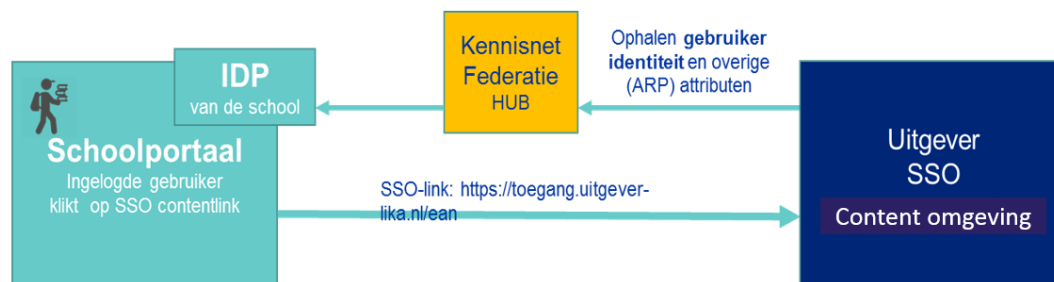 IDP
van de school
Schoolportaal
Ingelogde gebruiker
klikt op SSO contentlink
Kennisnet
Federatie
HUB
Ophalen gebruiker
identiteit en overige
(ARP) attributen
SSO-link: https://toegang.uitgever-
lika.nl/ean
Uitgever
SSO
Content omgeving